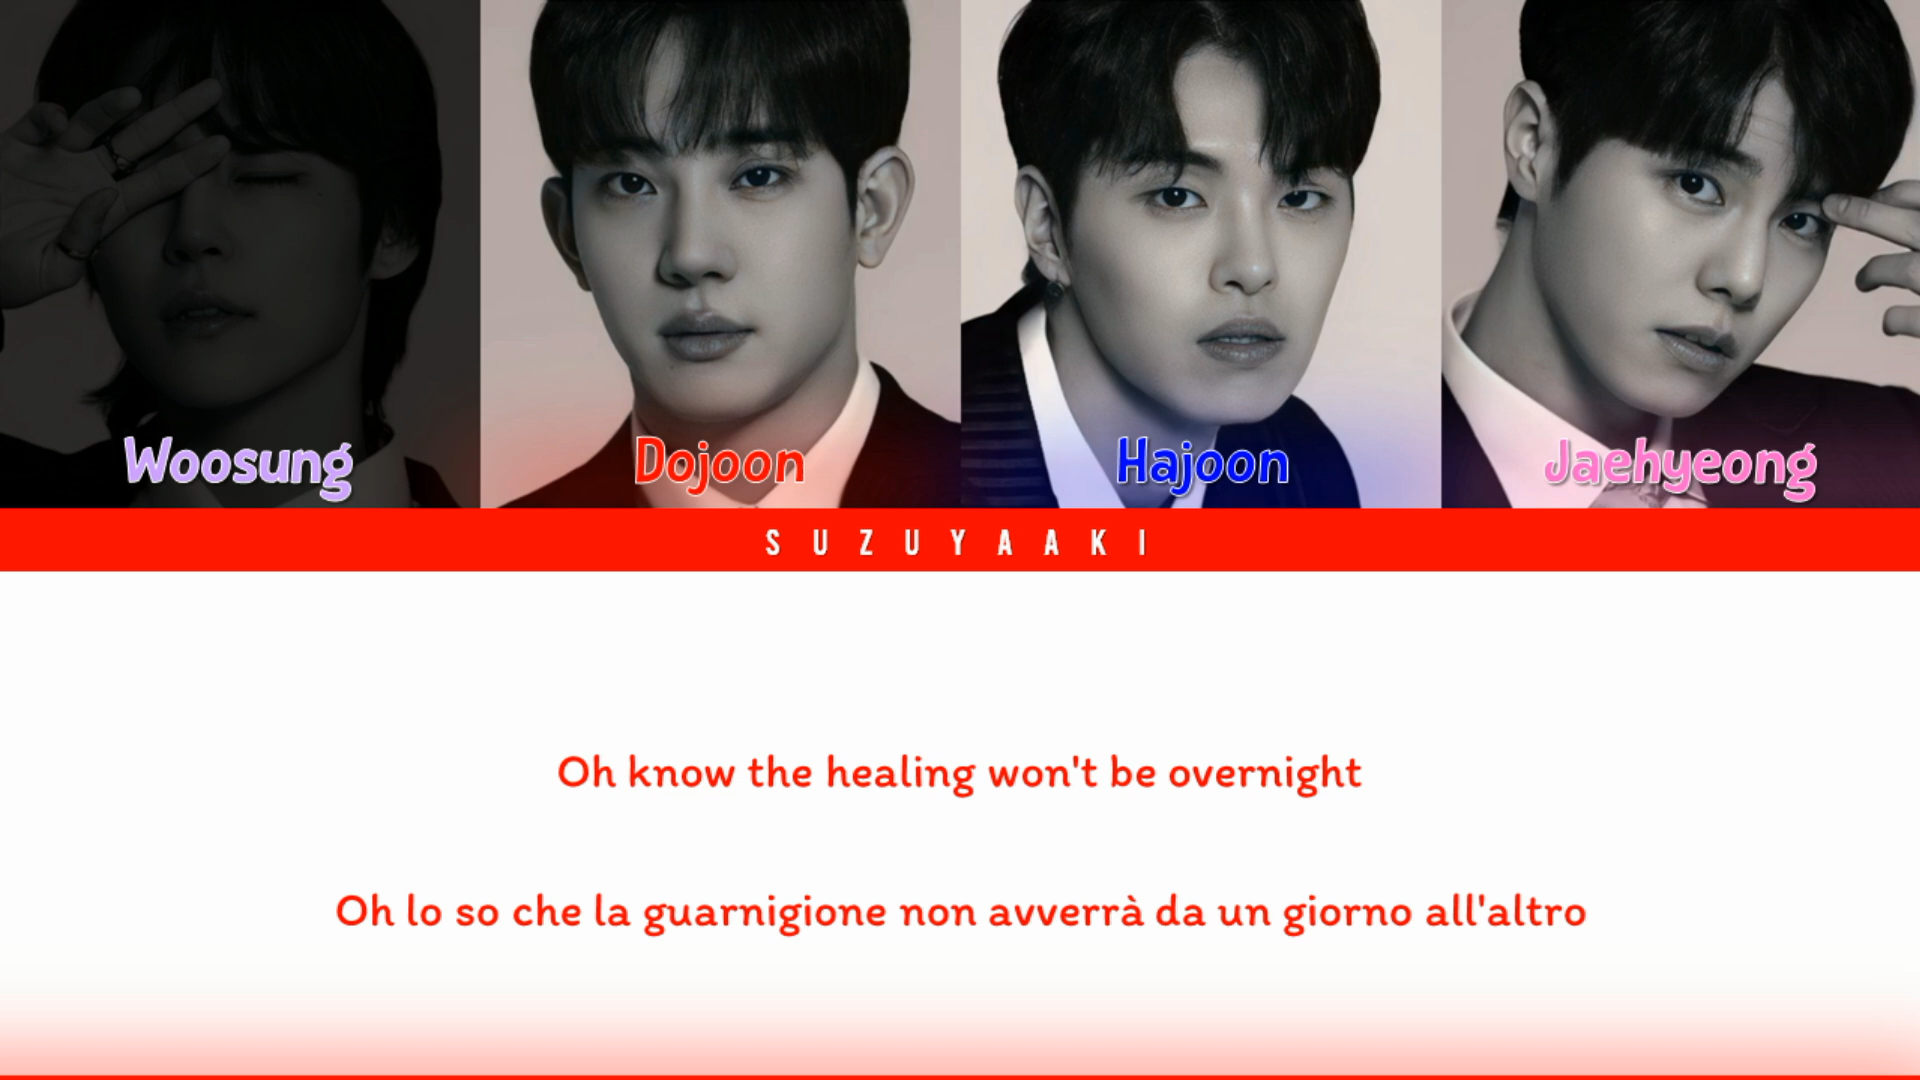 Woosung
Dojoon
Hajoon
Jaehyeong
SUZUYAAKI
Oh know the healing won't be overnight
Oh lo so che la guarnigione non avverrà da un giorno all'altro